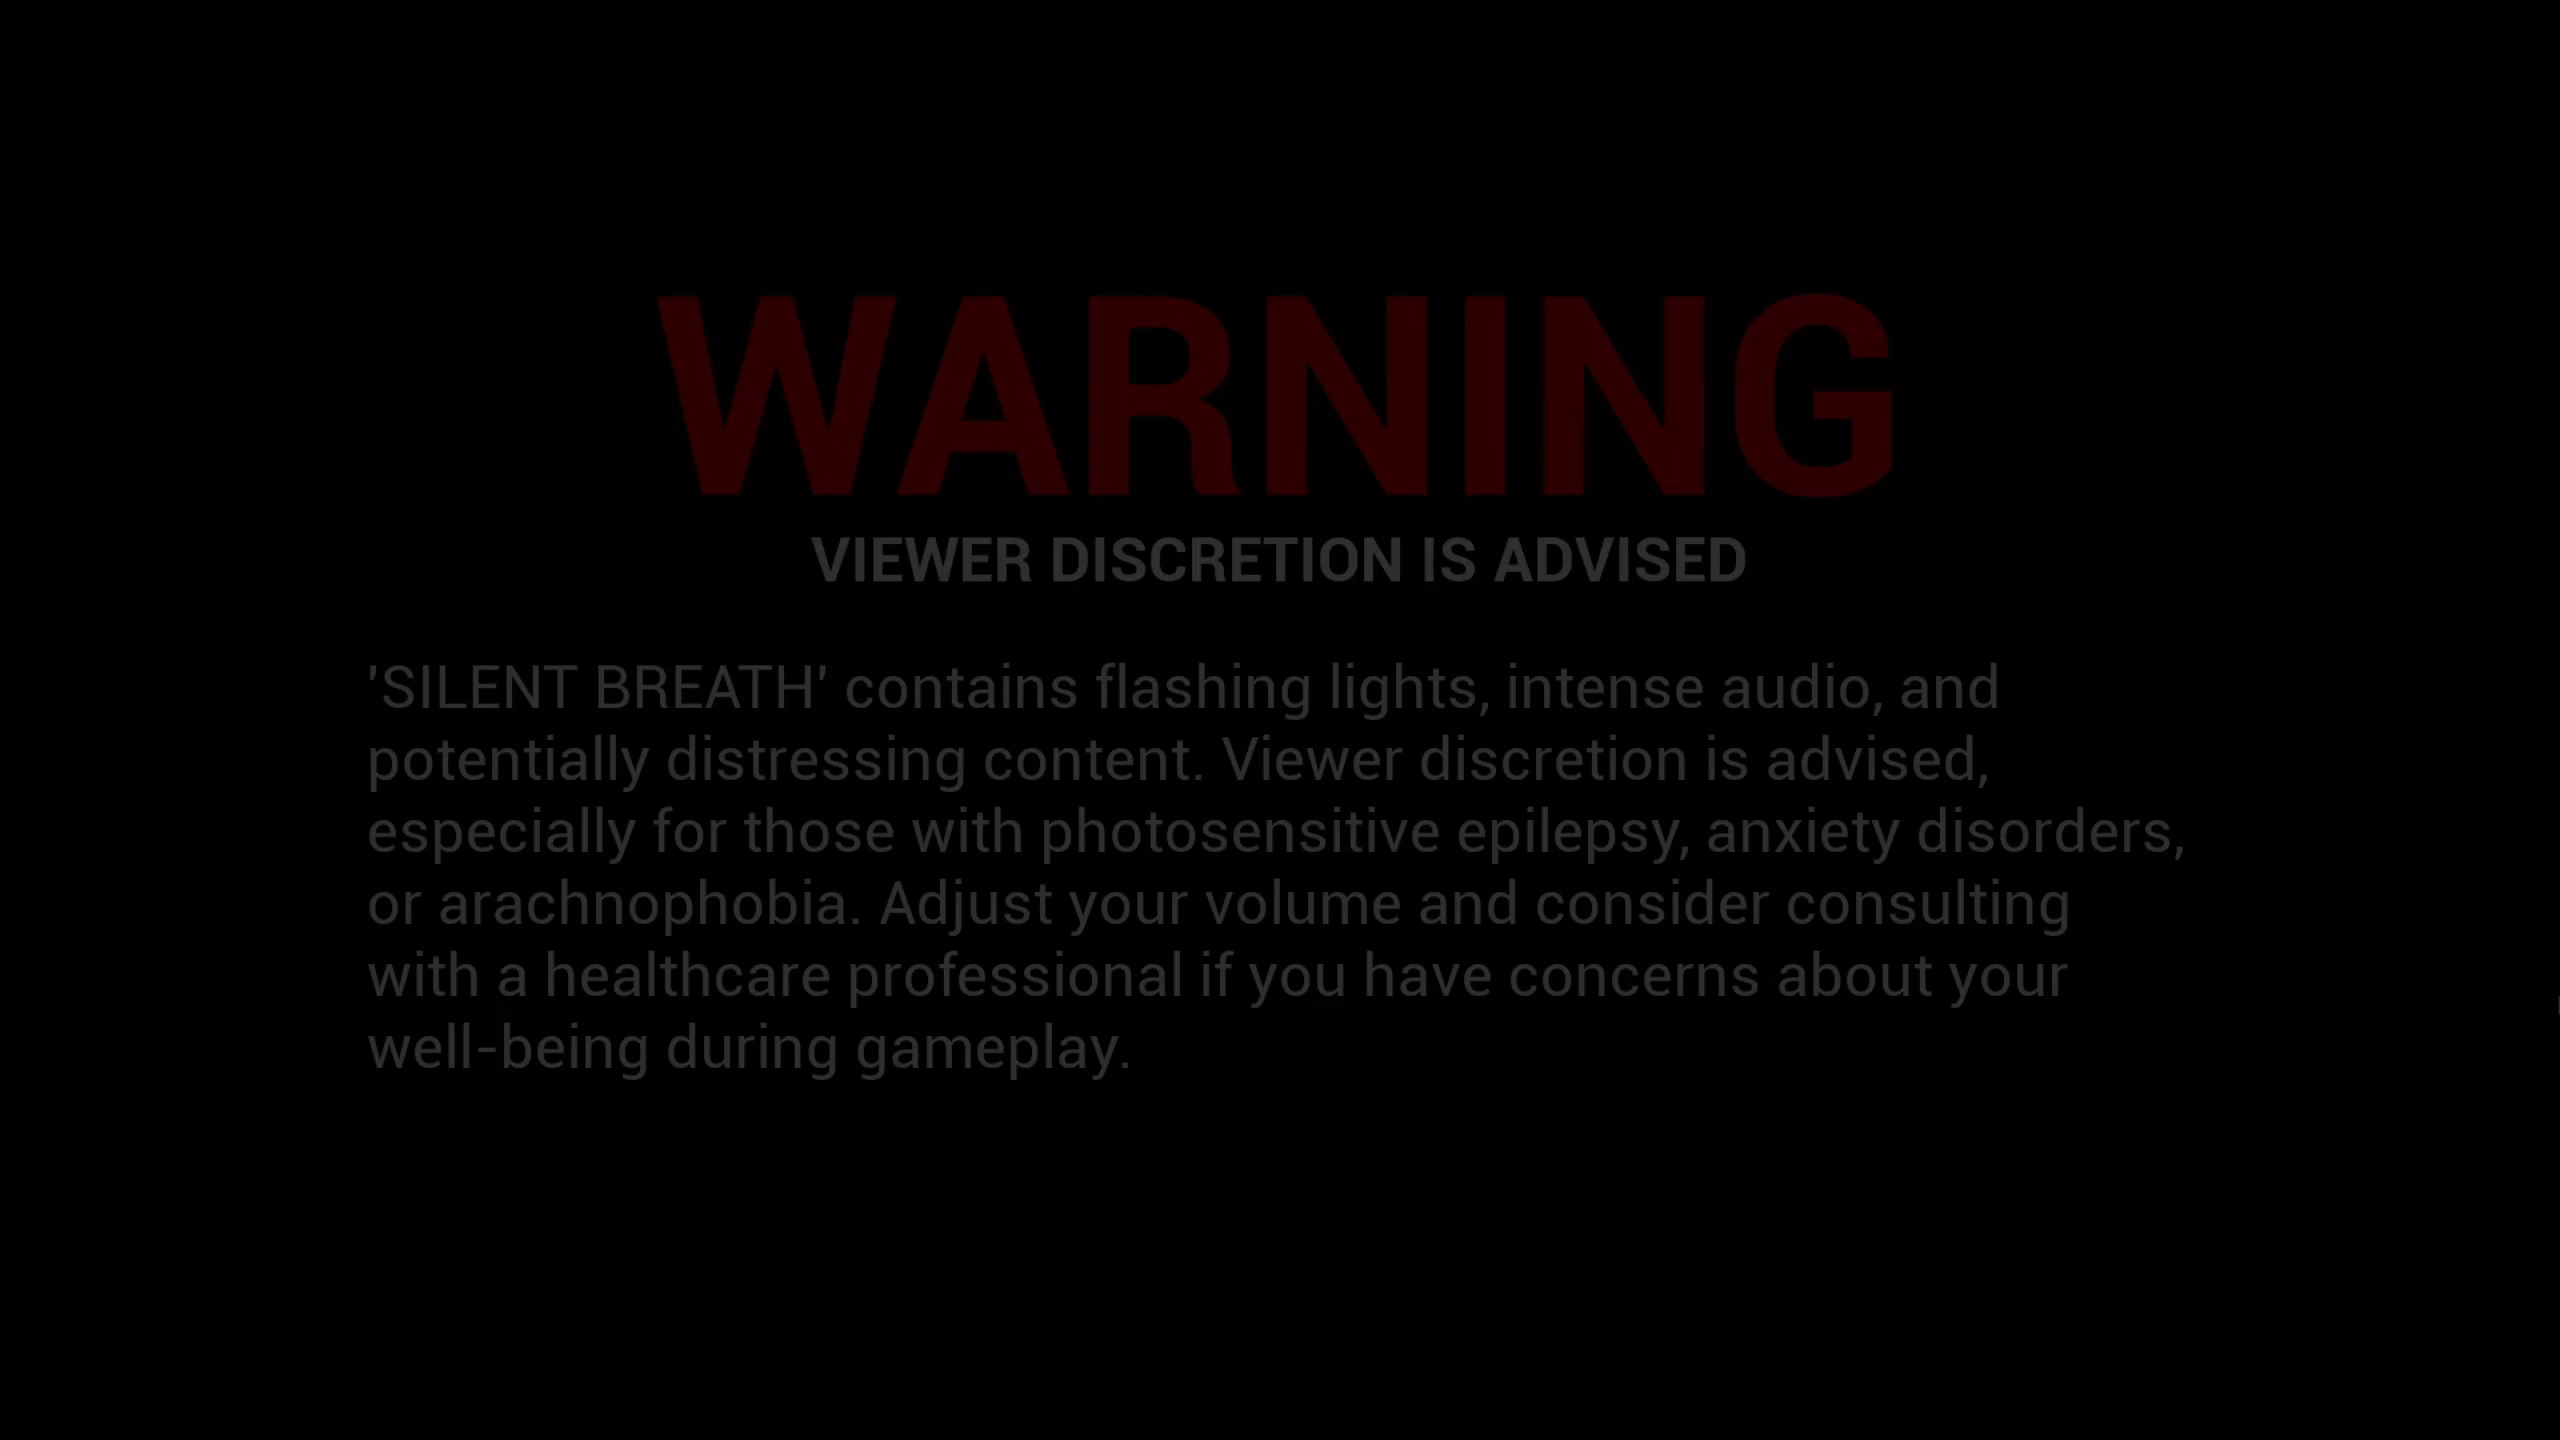 WARNING
VIEWER DISCRETION IS ADVISED
'SILENT BREATH' contains flashing lights, intense audio, and
potentially distressing content. Viewer discretion is advised,
especially for those with photosensitive epilepsy, anxiety disorders,
or arachnophobia. Adjust your volume and consider consulting
with a healthcare professional if you have concerns about your
well-being during gameplay.